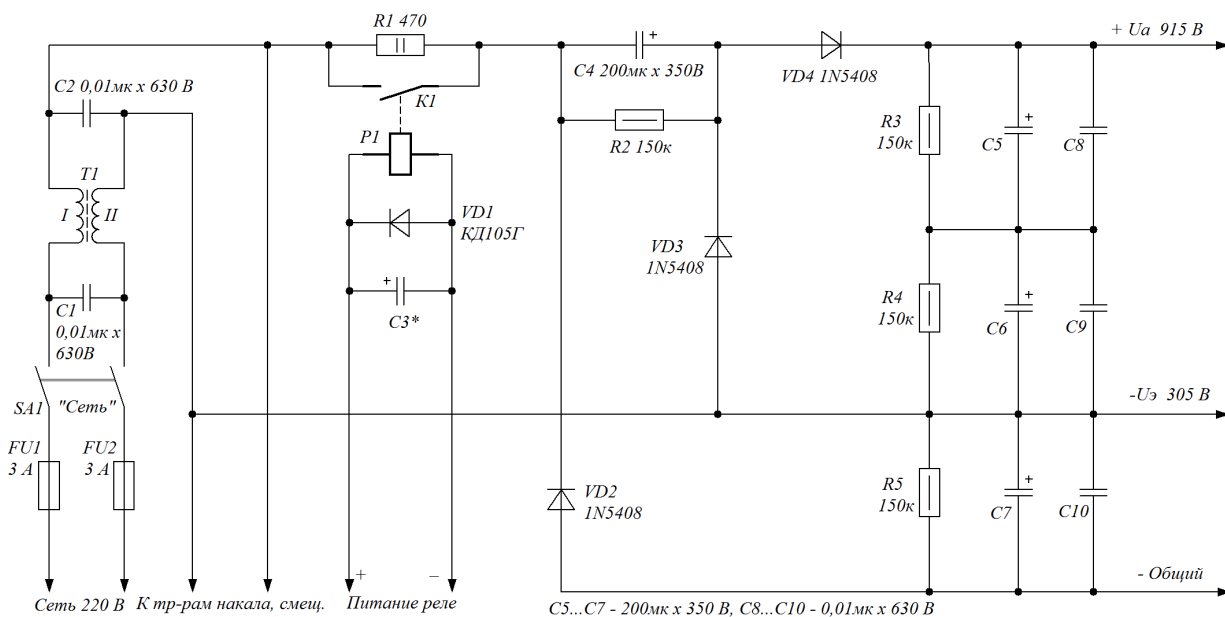 R1 470
+ Uа 915 В
C2 0,01мк x 630 В
C4 200мк x 350В
VD4 1N5408
К1
P1
R2 150к
R3
150к
C5
C8
T1
I
II
VD1
КД105Г
VD3
1N5408
+
C3*
R4
150к
C6
C9
C1
0,01мк x
630В
SA1
"Сеть"
-Uэ 305 В
FU1
3 А
FU2
3 А
VD2
1N5408
R5
150к
C7
C10
+
–
- Общий
Сеть 220 В
К тр-рам накала, смещ.
Питание реле
C5...C7 - 200мк x 350 В, C8...C10 - 0,01мк x 630 В